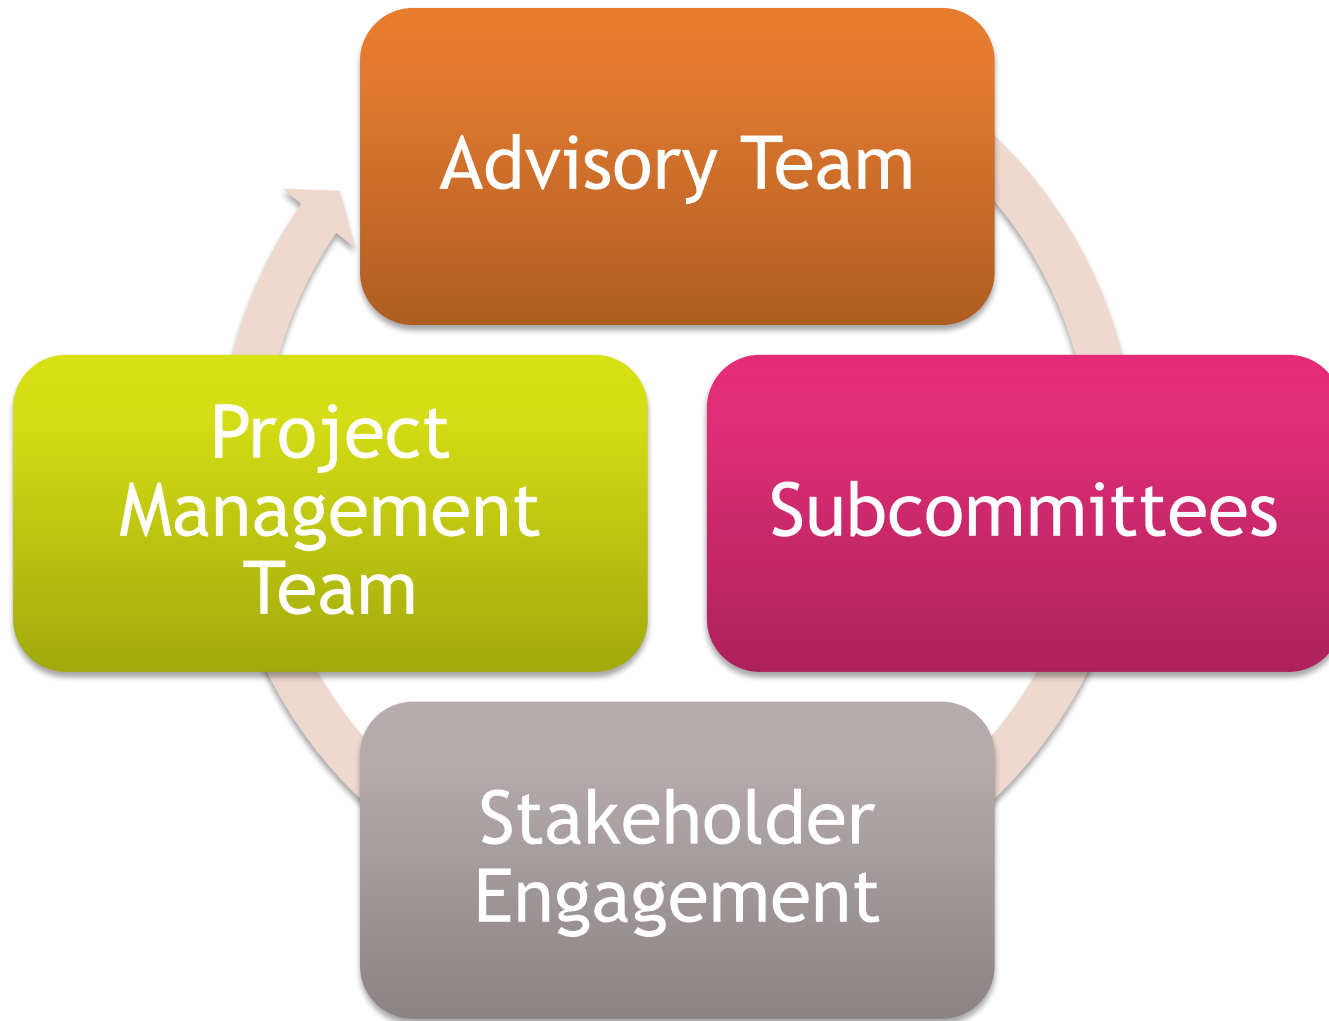 Advisory Team
Project
Management
Team
Subcommittees
Stakeholder
Engagement